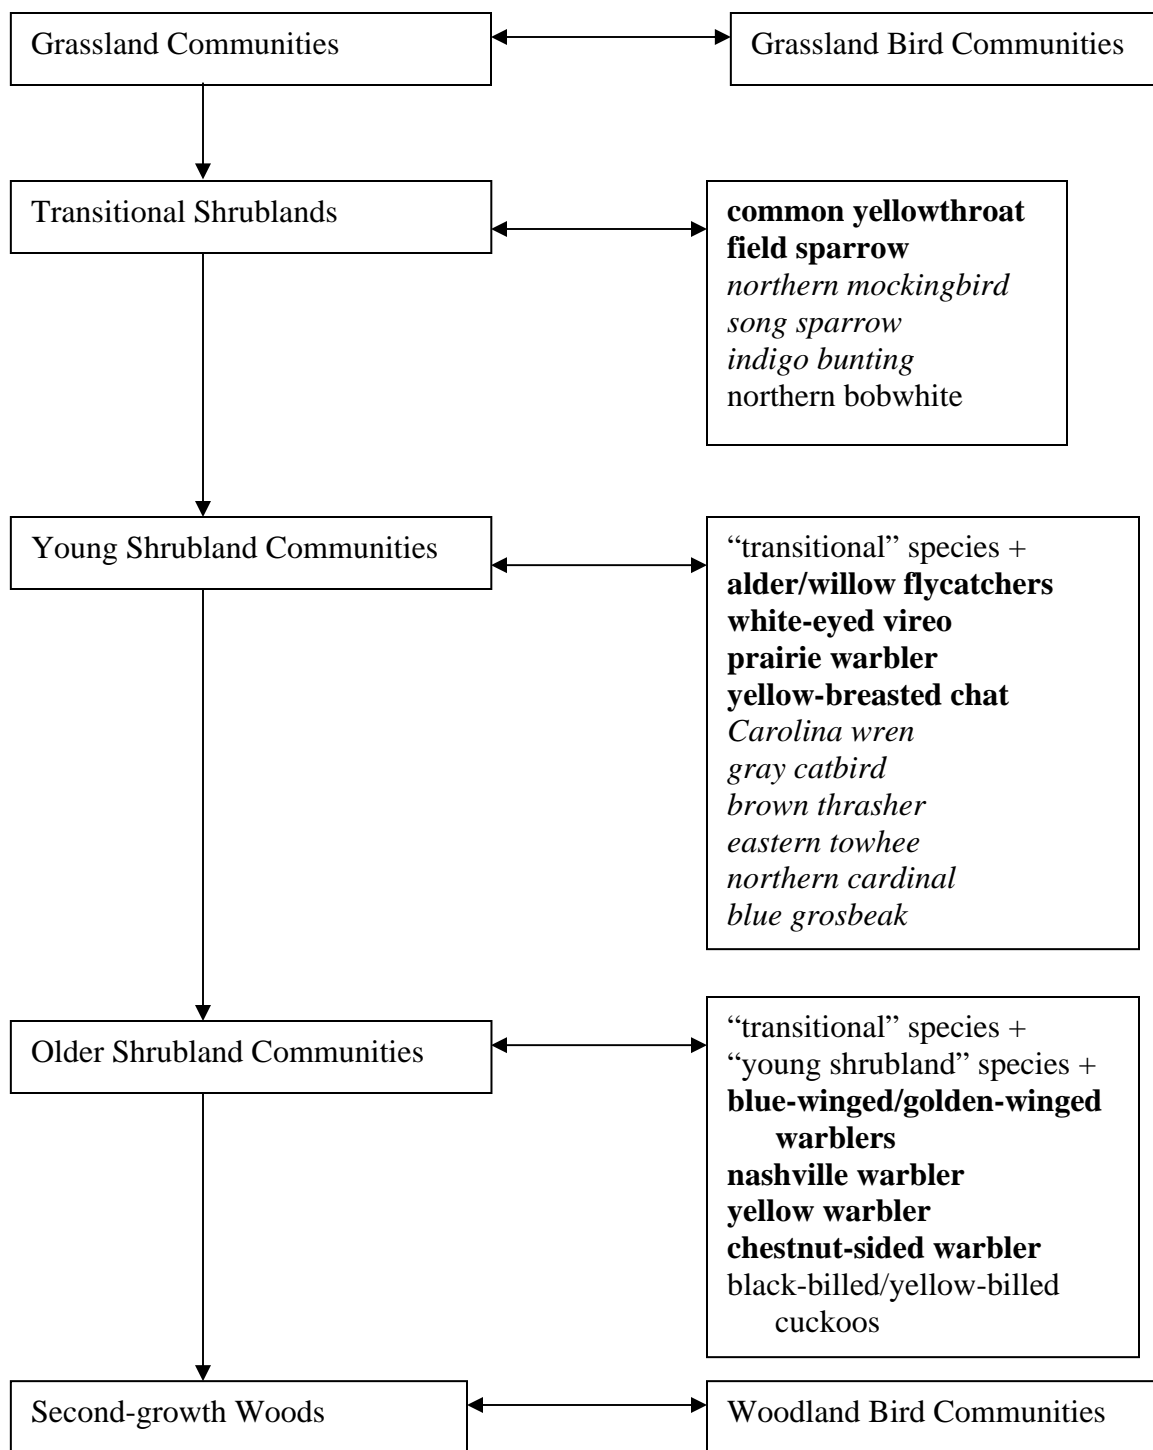 Grassland Communities
Grassland Bird Communities
Transitional Shrublands
common yellowthroat
field sparrow
northern mockingbird
song sparrow
indigo bunting
northern bobwhite
Young Shrubland Communities
“transitional” species +
alder/willow flycatchers
white-eyed vireo
prairie warbler
yellow-breasted chat
Carolina wren
gray catbird
brown thrasher
eastern towhee
northern cardinal
blue grosbeak
Older Shrubland Communities
“transitional” species +
“young shrubland” species +
blue-winged/golden-winged
warblers
nashville warbler
yellow warbler
chestnut-sided warbler
black-billed/yellow-billed
cuckoos
Second-growth Woods
Woodland Bird Communities